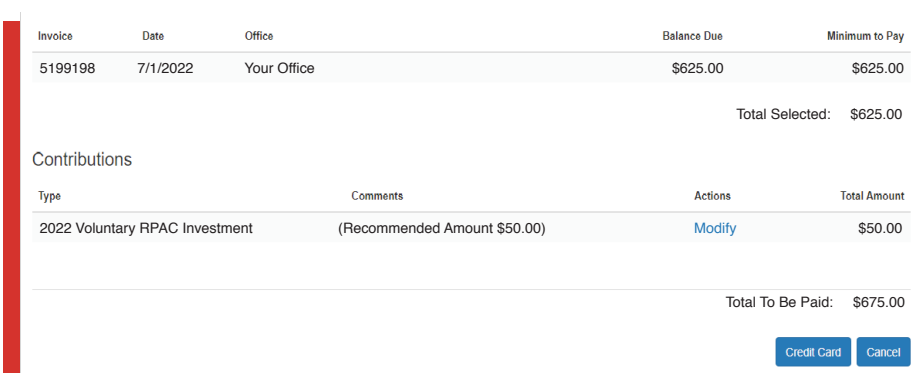 Invoice Date Office Balance Due Minimum to Pay
5199198 7/1/2022 Your Office $625.00 $625.00
Total Selected: $625.00
Contributions
Type Comments Actions Total Amount
2022 Voluntary RPAC Investment (Recommended Amount $50.00) Modify $50.00
Total To Be Paid: $675.00
Credit Card Cancel